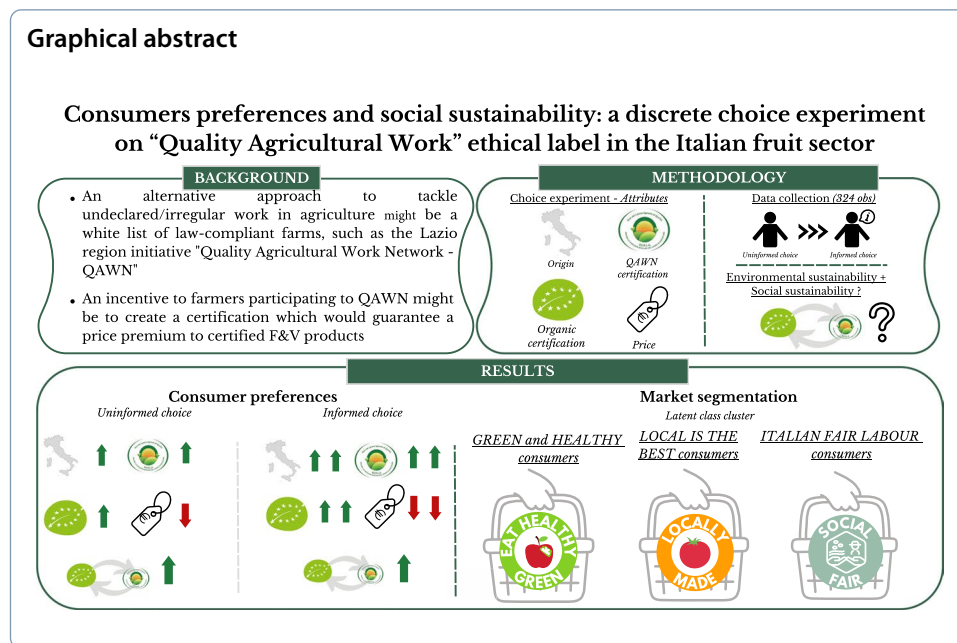 Graphical abstract
Consumers preferences and social sustainability: a discrete choice experiment
on “Quality Agricultural Work” ethical label in the Italian fruit sector
BACKGROUND
• An alternative approach to tackle
undeclared/irregular work in agriculture might be a
white list of law-compliant farms, such as the Lazio
region initiative "Quality Agricultural Work Network -
QAWN"
• An incentive to farmers participating to QAWN might
be to create a certification which would guarantee a
price premium to certified F&V products
METHODOLOGY
Choice experiment - Attributes
Origin
QAWN
certification
Organic
certification
Price
Data collection (324 obs)
Uninformed choice
Informed choice
Environmental sustainability +
Social sustainability ?
RESULTS
Consumer preferences
Uninformed choice
Informed choice
Market segmentation
Latent class cluster
GREEN and HEALTHY
consumers
LOCAL IS THE
BEST consumers
ITALIAN FAIR LABOUR
consumers
EAT HEALTHY
GREEN
LOCALLY
MADE
SOCIAL
FAIR